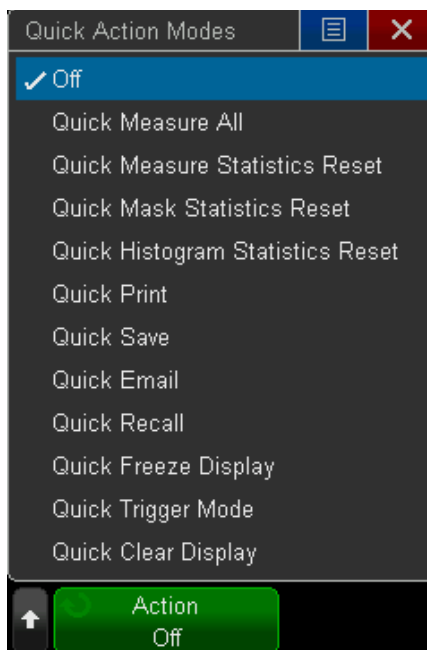 Quick Action Modes
Off
Quick Measure All
Quick Measure Statistics Reset
Quick Mask Statistics Reset
Quick Histogram Statistics Reset
Quick Print
Quick Save
Quick Email
Quick Recall
Quick Freeze Display
Quick Trigger Mode
Quick Clear Display
Action
Off